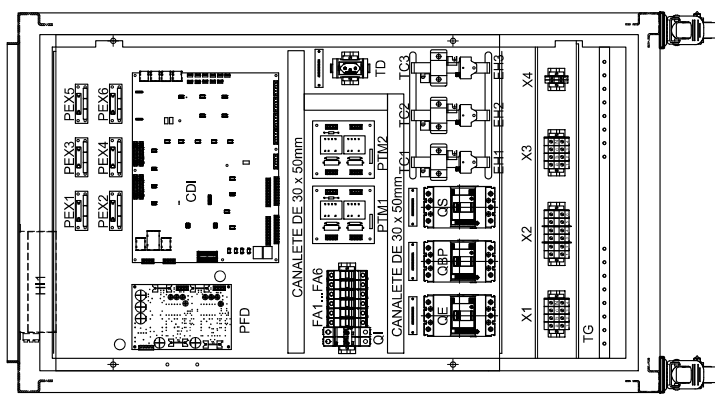 PEX5
PEX6
PEX3
PEX4
PEX1
PEX2
CDI
PFD
CANALETE DE 30 x 50mm
TD
PTM2
PTM1
FA1...FA6
QI
CANALETE DE 30 x 50mm
TC3
EH3
TC2
EH2
TC1
EH1
QS
QBP
QE
X4
X3
X2
X1
TG